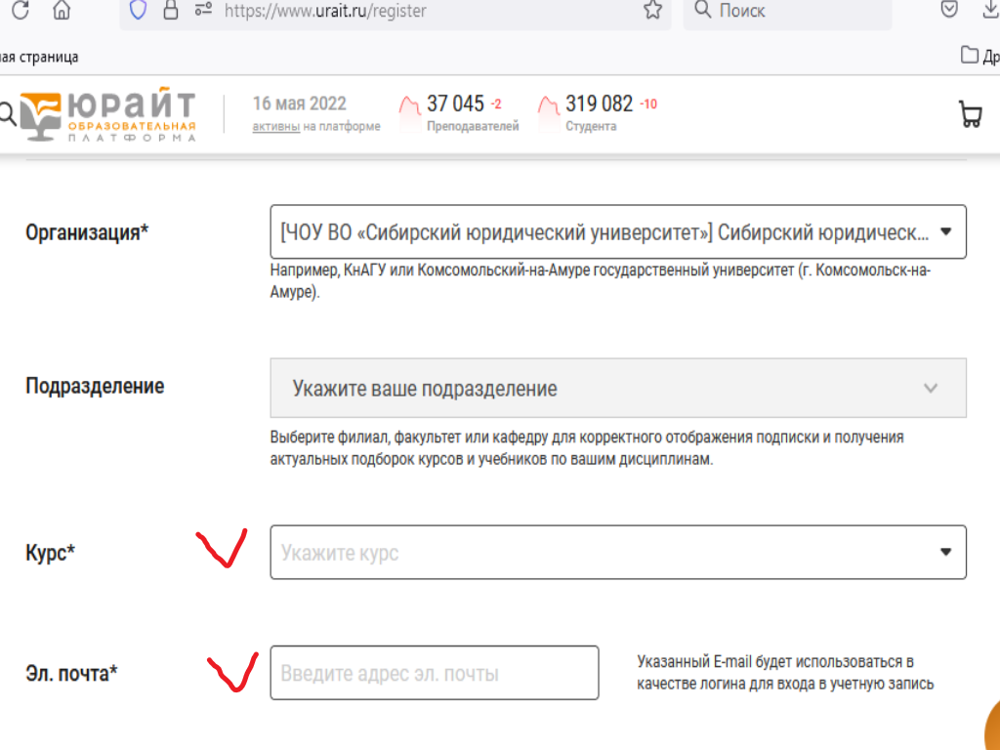 https://www.urait.ru/register
Поиск
ая страница
Др
ЮРАЙТ
ОБРАЗОВАТЕЛЬНАЯ
ПЛАТФОРМА
16 мая 2022
активны на платформе
37 045 -2
Преподавателей
319 082 -10
Студента
Организация*
[ЧОУ ВО «Сибирский юридический университет»] Сибирский юридическ...
Например, КнАГУ или Комсомольский-на-Амуре государственный университет (г. Комсомольск-на-
Амуре).
Подразделение
Укажите ваше подразделение
Выберите филиал, факультет или кафедру для корректного отображения подписки и получения
актуальных подборок курсов и учебников по вашим дисциплинам.
Курс*
Укажите курс
Эл. почта*
Введите адрес эл. почты
Указанный E-mail будет использоваться в
качестве логина для входа в учетную запись